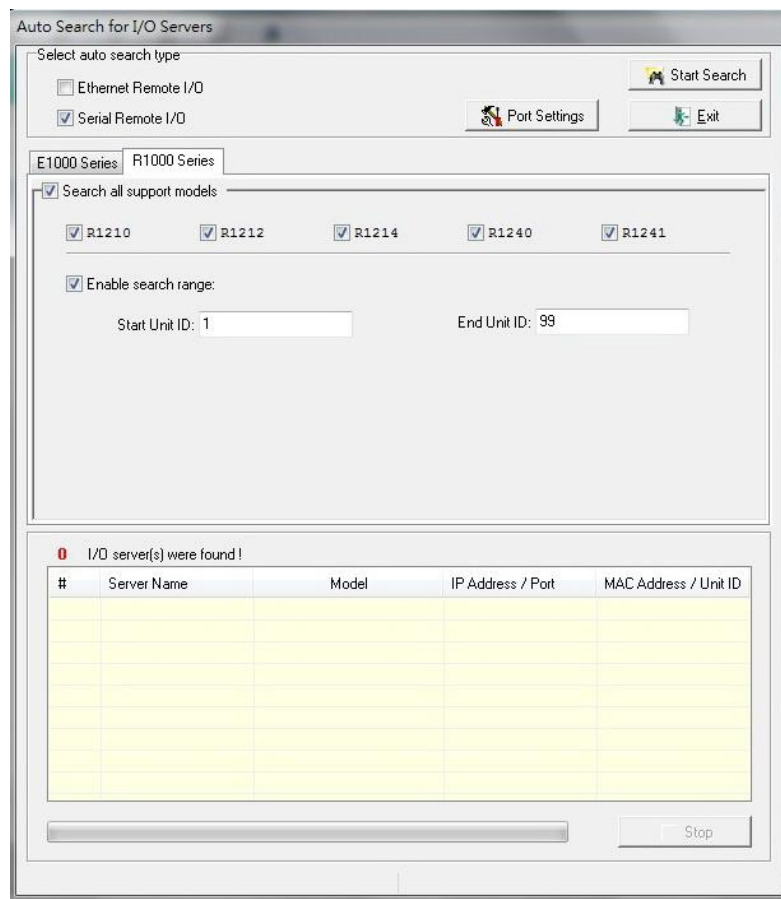 Auto Search for I/O Servers
Select auto search type
Ethernet Remote I/O
Start Search
Serial Remote I/O
Port Settings
Exit
E1000 Series R1000 Series
Search all support models
R1210 R1212 R1214 R1240 R1241
Enable search range:
Start Unit ID: 1 End Unit ID: 99
0 I/O server(s) were found !
# Server Name Model IP Address / Port MAC Address / Unit ID
Stop